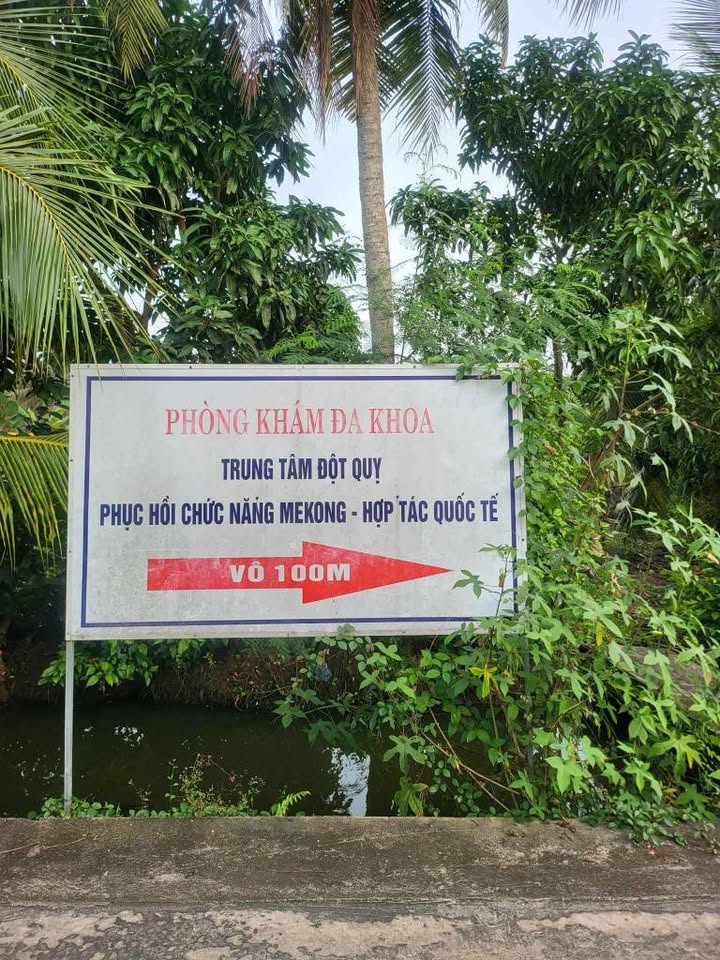 PHÒNG KHÁM ĐA KHOA
TRUNG TÂM ĐỘT QUỴ
PHỤC HỒI CHỨC NĂNG MEKONG - HỢP TÁC QUỐC TẾ
VÔ 100M